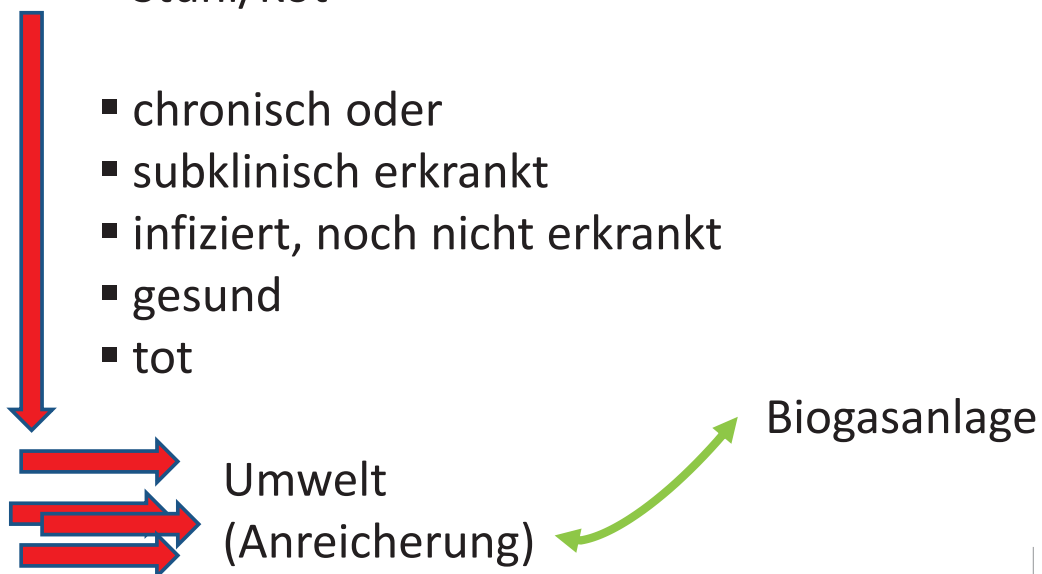 ▪ chronisch oder
▪ subklinisch erkrankt
▪ infiziert, noch nicht erkrankt
▪ gesund
▪ tot
Biogasanlage
Umwelt
(Anreicherung)